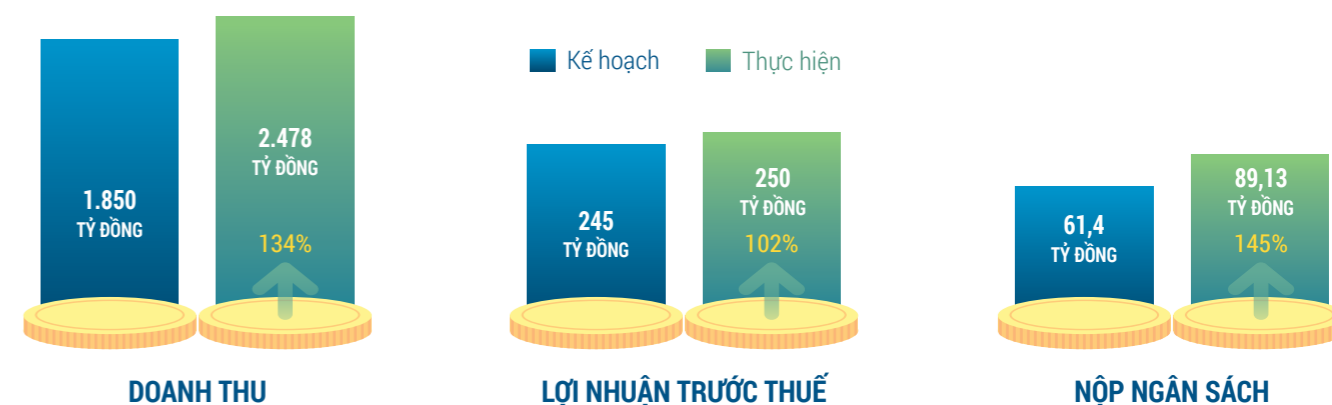 Kế hoạch
Thực hiện
1.850
TỶ ĐỒNG
2.478
TỶ ĐỒNG
134%
DOANH THU
245
TỶ ĐỒNG
250
TỶ ĐỒNG
102%
LỢI NHUẬN TRƯỚC THUẾ
61,4
TỶ ĐỒNG
89,13
TỶ ĐỒNG
145%
NỘP NGÂN SÁCH